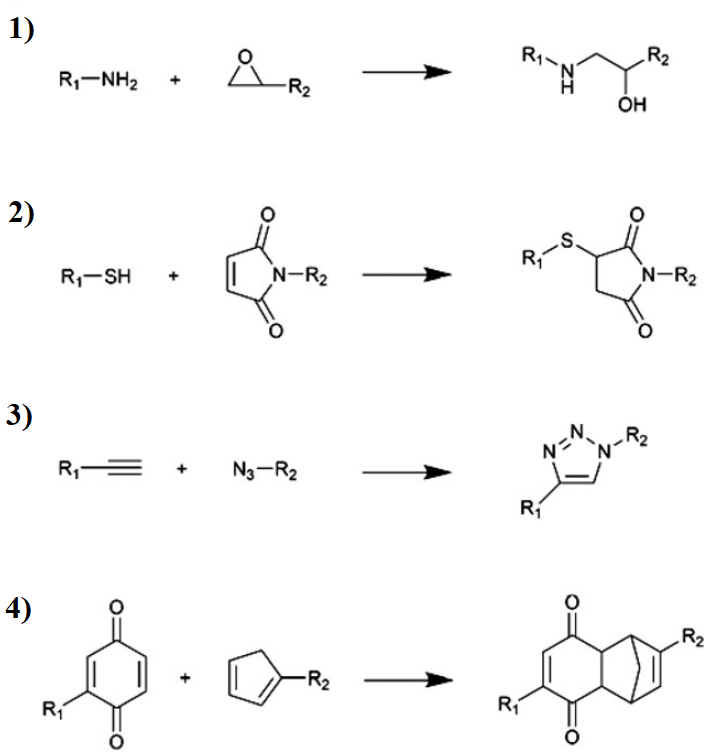 1)
R₁—NH₂ + O R₂ R₁ N H OH R₂
2)
R₁—SH + O N—R₂ O R₁ S O N—R₂ O
3)
R₁ + N₃—R₂ N N N R₂ R₁
4)
O R₁ O + R₂ O R₁ O R₂